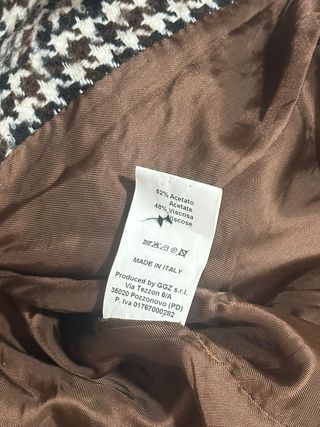 52% Acetato
Acetate
48% Viscosa
Viscose
MADE IN ITALY
Produced by GGZ s.r.l.
Via Tezzon 6/A
35020 Pozzonovo (PD)
P. Iva 01767000282